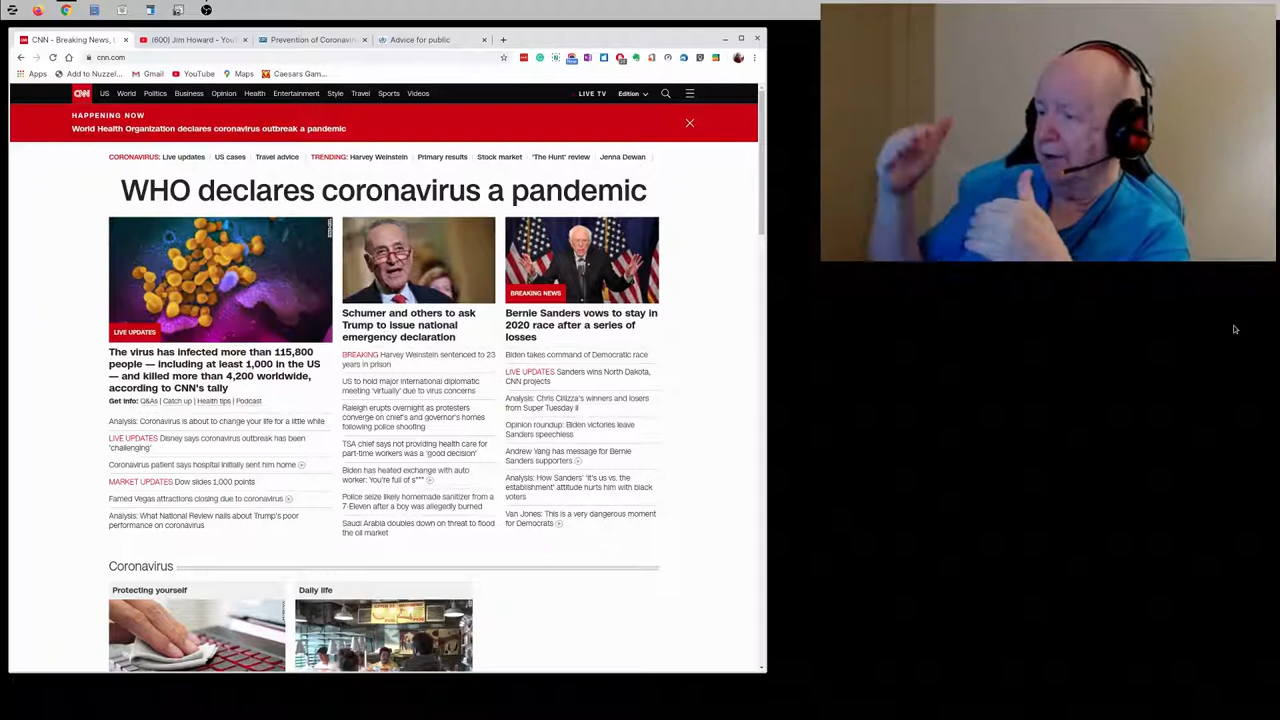 CNN - Breaking News, L
(600) Jim Howard - YouT
Prevention of Coronavir
Advice for public
cnn.com
Apps
Add to Nuzzel...
Gmail
YouTube
Maps
Caesars Gam...
CNN
US
World
Politics
Business
Opinion
Health
Entertainment
Style
Travel
Sports
Videos
LIVE TV
Edition
HAPPENING NOW
World Health Organization declares coronavirus outbreak a pandemic
CORONAVIRUS: Live updates
US cases
Travel advice
TRENDING: Harvey Weinstein
Primary results
Stock market
'The Hunt' review
Jenna Dewan
WHO declares coronavirus a pandemic
LIVE UPDATES
The virus has infected more than 115,800
people — including at least 1,000 in the US
— and killed more than 4,200 worldwide,
according to CNN's tally
Get info: Q&As | Catch up | Health tips | Podcast
Analysis: Coronavirus is about to change your life for a little while
LIVE UPDATES Disney says coronavirus outbreak has been
'challenging'
Coronavirus patient says hospital initially sent him home
MARKET UPDATES Dow slides 1,000 points
Famed Vegas attractions closing due to coronavirus
Analysis: What National Review nails about Trump's poor
performance on coronavirus
Schumer and others to ask
Trump to issue national
emergency declaration
BREAKING Harvey Weinstein sentenced to 23
years in prison
US to hold major international diplomatic
meeting 'virtually' due to virus concerns
Raleigh erupts overnight as protesters
converge on chief's and governor's homes
following police shooting
TSA chief says not providing health care for
part-time workers was a 'good decision'
Biden has heated exchange with auto
worker: You're full of s***
Police seize likely homemade sanitizer from a
7-Eleven after a boy was allegedly burned
Saudi Arabia doubles down on threat to flood
the oil market
BREAKING NEWS
Bernie Sanders vows to stay in
2020 race after a series of
losses
Biden takes command of Democratic race
LIVE UPDATES Sanders wins North Dakota,
CNN projects
Analysis: Chris Cillizza's winners and losers
from Super Tuesday II
Opinion roundup: Biden victories leave
Sanders speechless
Andrew Yang has message for Bernie
Sanders supporters
Analysis: How Sanders' 'it's us vs. the
establishment' attitude hurts him with black
voters
Van Jones: This is a very dangerous moment
for Democrats
Coronavirus
Protecting yourself
Daily life